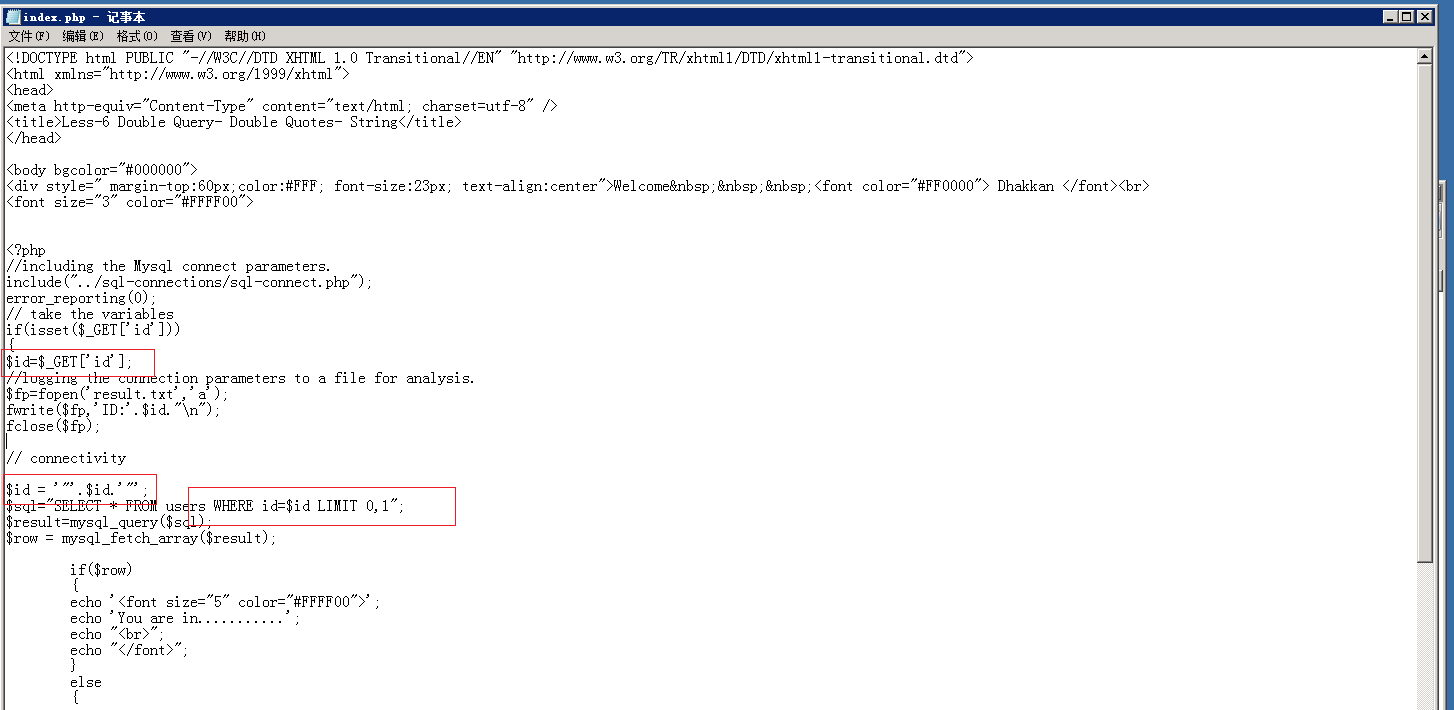 index.php - 记事本
文件(F) 编辑(E) 格式(O) 查看(V) 帮助(H)
<!DOCTYPE html PUBLIC "-//W3C//DTD XHTML 1.0 Transitional//EN" "http://www.w3.org/TR/xhtml1/DTD/xhtml1-transitional.dtd">
<html xmlns="http://www.w3.org/1999/xhtml">
<head>
<meta http-equiv="Content-Type" content="text/html; charset=utf-8" />
<title>Less-6 Double Query- Double Quotes- String</title>
</head>
<body bgcolor="#000000">
<div style=" margin-top:60px;color:#FFF; font-size:23px; text-align:center">Welcome&nbsp;&nbsp;&nbsp;<font color="#FF0000"> Dhakkan </font><br>
<font size="3" color="#FFFF00">
<?php
//including the Mysql connect parameters.
include("../sql-connections/sql-connect.php");
error_reporting(0);
// take the variables
if(isset($_GET['id']))
{
$id=$_GET['id'];
//logging the connection parameters to a file for analysis.
$fp=fopen('result.txt','a');
fwrite($fp,'ID:'.$id."\n");
fclose($fp);
// connectivity
$id = '"'.$id.'"';
$sql="SELECT * FROM users WHERE id=$id LIMIT 0,1";
$result=mysql_query($sql);
$row = mysql_fetch_array($result);
if($row)
{
echo '<font size="5" color="#FFFF00">';
echo 'You are in...........';
echo "<br>";
echo "</font>";
}
else
{